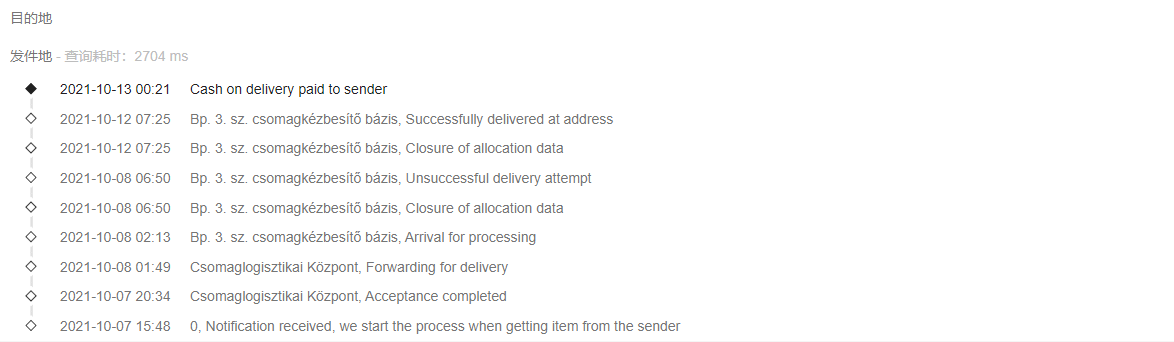 目的地
发件地 - 查询耗时：2704 ms
2021-10-13 00:21 Cash on delivery paid to sender
2021-10-12 07:25 Bp. 3. sz. csomagkézbesítő bázis, Successfully delivered at address
2021-10-12 07:25 Bp. 3. sz. csomagkézbesítő bázis, Closure of allocation data
2021-10-08 06:50 Bp. 3. sz. csomagkézbesítő bázis, Unsuccessful delivery attempt
2021-10-08 06:50 Bp. 3. sz. csomagkézbesítő bázis, Closure of allocation data
2021-10-08 02:13 Bp. 3. sz. csomagkézbesítő bázis, Arrival for processing
2021-10-08 01:49 Csomaglogisztikai Központ, Forwarding for delivery
2021-10-07 20:34 Csomaglogisztikai Központ, Acceptance completed
2021-10-07 15:48 0, Notification received, we start the process when getting item from the sender